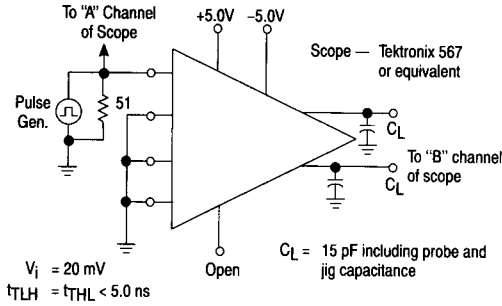 To "A" Channel
of Scope
+5.0V
−5.0V
Scope — Tektronix 567
or equivalent
Pulse
Gen.
51
CL
To "B" channel
of scope
CL
Vi = 20 mV
tTLH = tTHL < 5.0 ns
Open
CL = 15 pF including probe and
jig capacitance